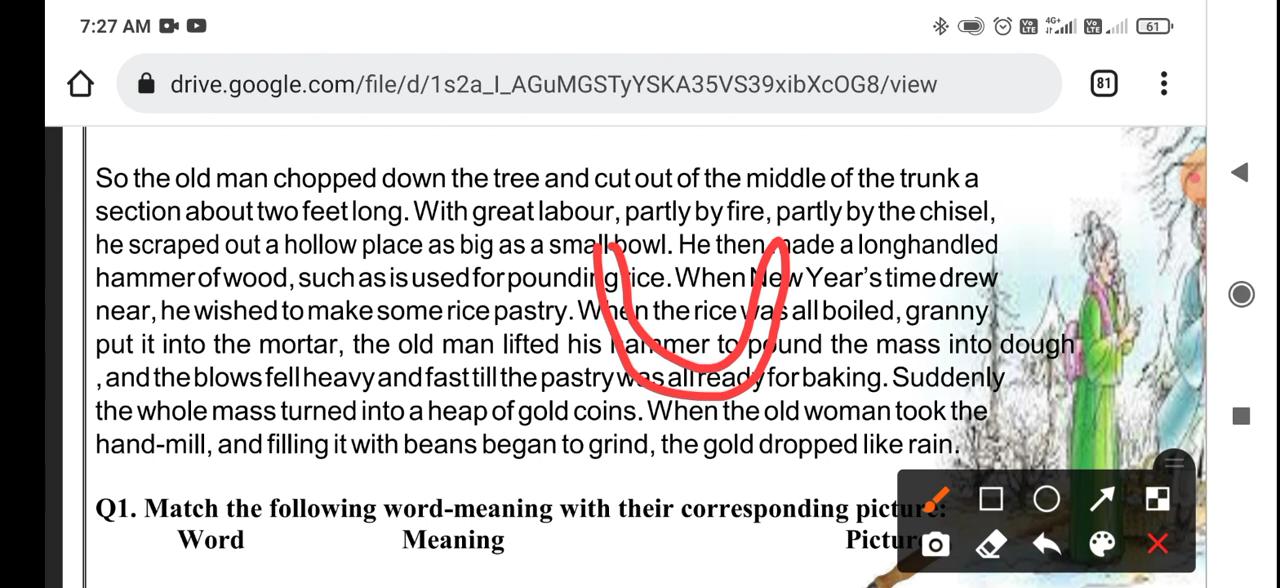 7:27 AM
4G+
Vo LTE
Vo LTE
61
drive.google.com/file/d/1s2a_I_AGuMGSTyYSKA35VS39xibXcOG8/view
81
So the old man chopped down the tree and cut out of the middle of the trunk a
section about two feet long. With great labour, partly by fire, partly by the chisel,
he scraped out a hollow place as big as a small bowl. He then made a longhandled
hammer of wood, such as is used for pounding rice. When New Year's time drew
near, he wished to make some rice pastry. When the rice was all boiled, granny
put it into the mortar, the old man lifted his hammer to pound the mass into dough
, and the blows fell heavy and fast till the pastry was all ready for baking. Suddenly
the whole mass turned into a heap of gold coins. When the old woman took the
hand-mill, and filling it with beans began to grind, the gold dropped like rain.
Q1. Match the following word-meaning with their corresponding picture:
Word Meaning Picture